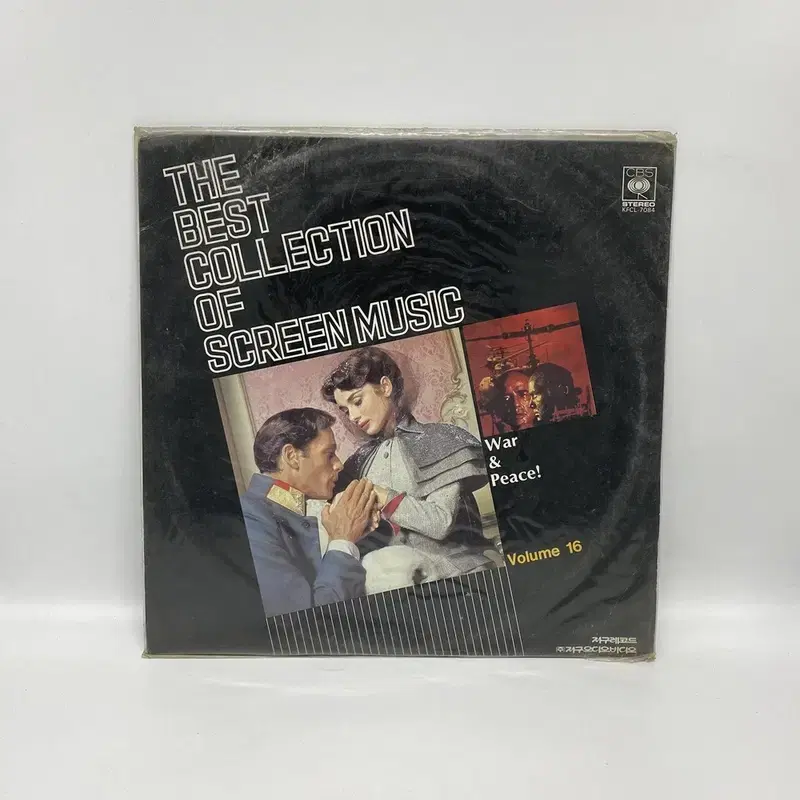 THE
BEST
COLLECTION
OF
SCREEN MUSIC
CBS
STEREO
KFCL-7084
War
&
Peace!
Volume 16
지구레코드
(주)지구오디오비디오